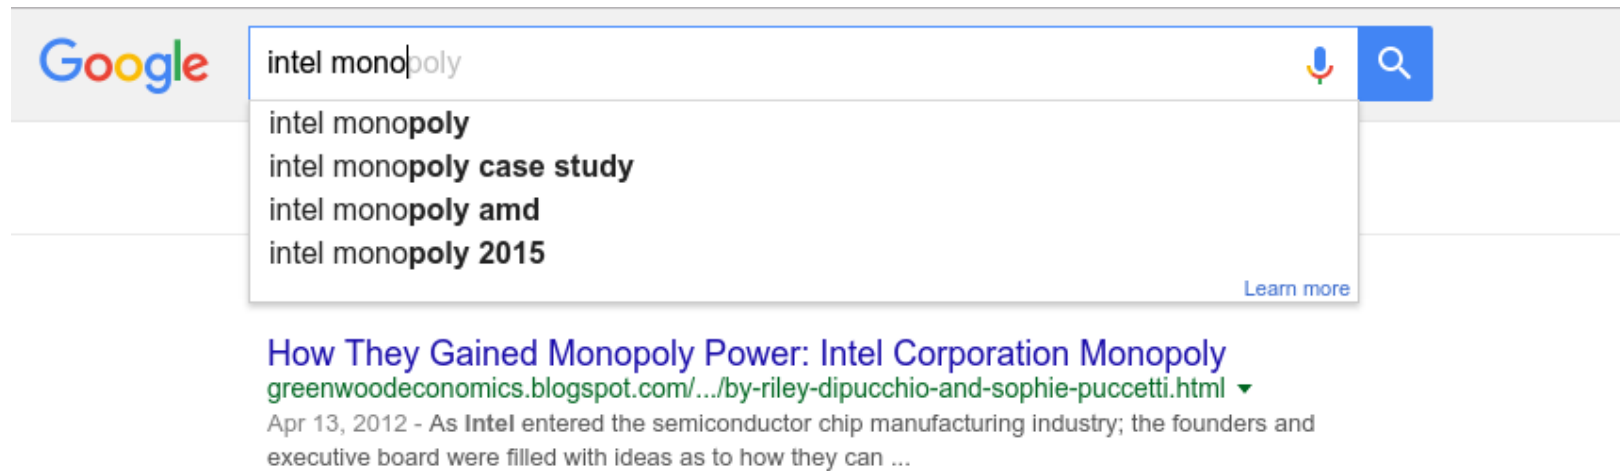 Google
intel monopoly
intel monopoly
intel monopoly case study
intel monopoly amd
intel monopoly 2015
Learn more
How They Gained Monopoly Power: Intel Corporation Monopoly
greenwoodeconomics.blogspot.com/.../by-riley-dipucchio-and-sophie-puccetti.html
Apr 13, 2012 - As Intel entered the semiconductor chip manufacturing industry; the founders and
executive board were filled with ideas as to how they can ...